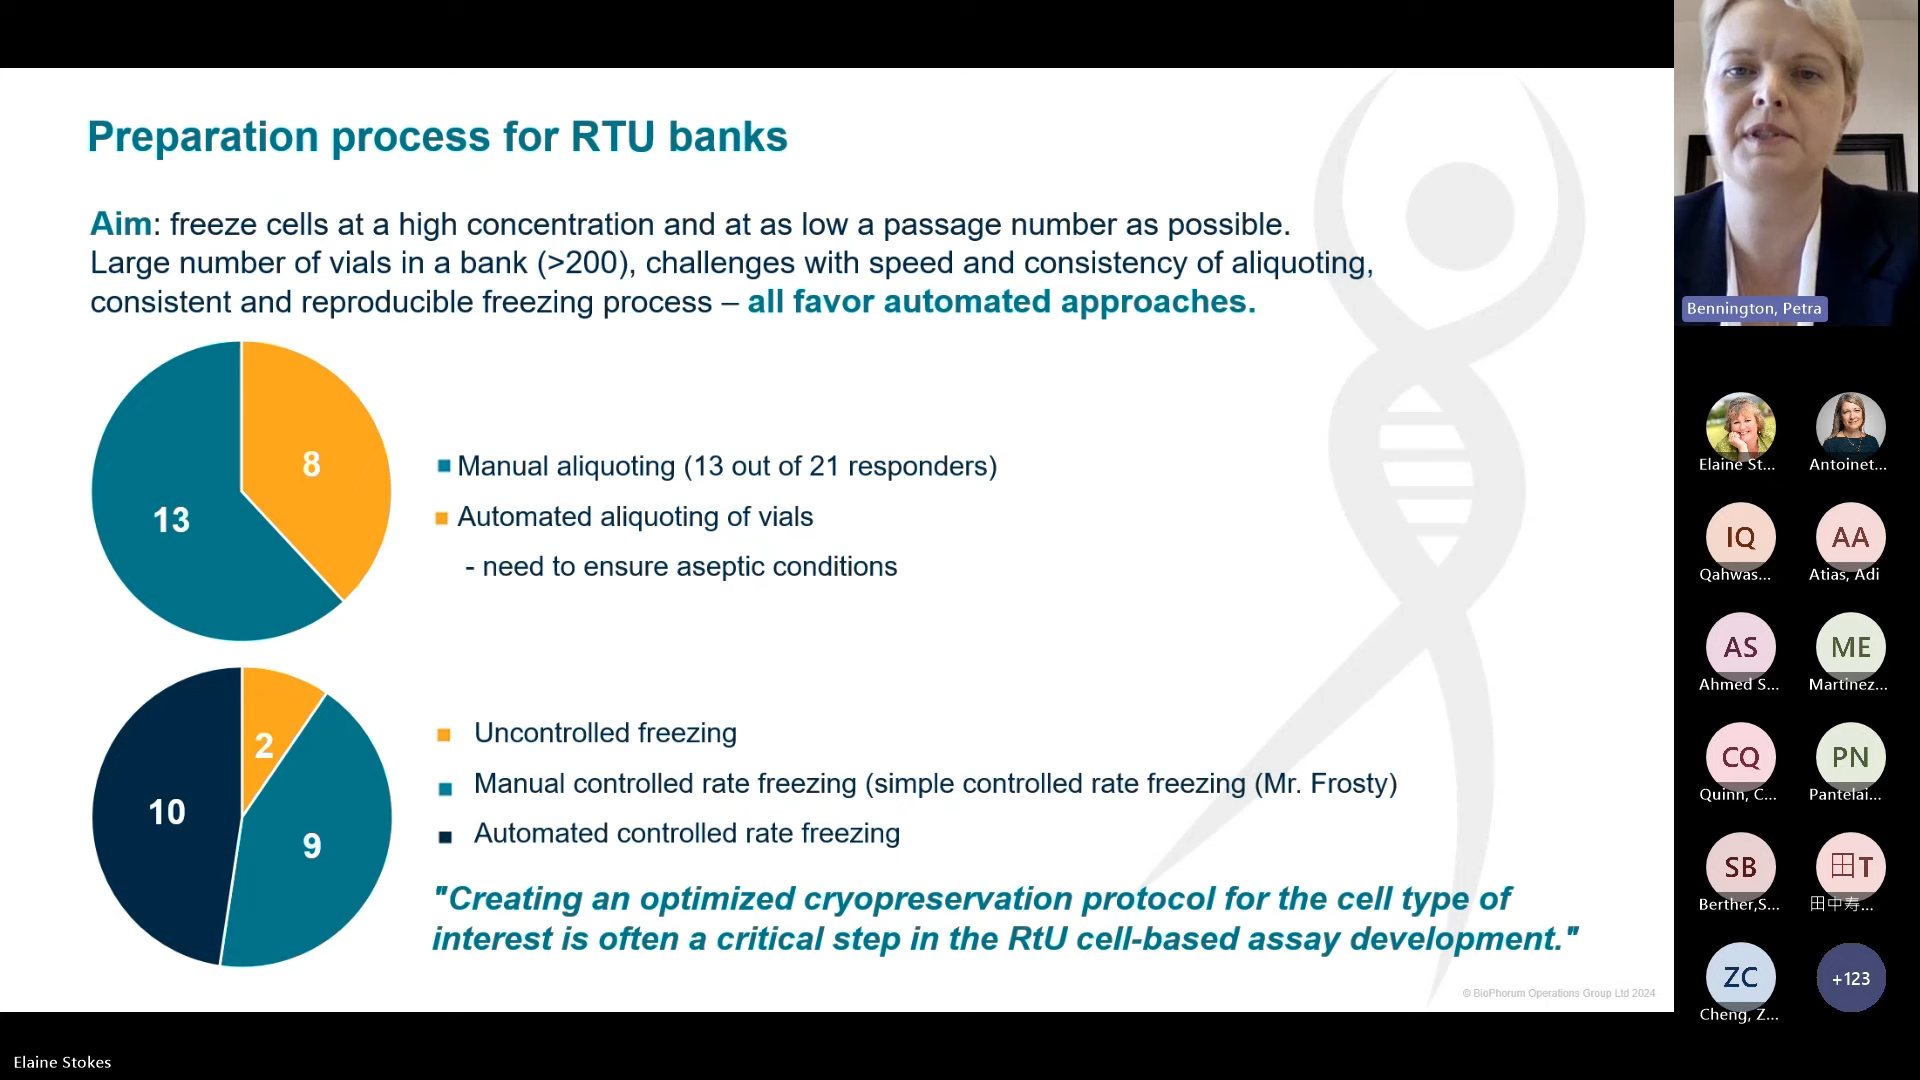 Preparation process for RTU banks
Aim: freeze cells at a high concentration and at as low a passage number as possible.
Large number of vials in a bank (>200), challenges with speed and consistency of aliquoting,
consistent and reproducible freezing process – all favor automated approaches.
8
13
Manual aliquoting (13 out of 21 responders)
Automated aliquoting of vials
- need to ensure aseptic conditions
2
10
9
Uncontrolled freezing
Manual controlled rate freezing (simple controlled rate freezing (Mr. Frosty)
Automated controlled rate freezing
"Creating an optimized cryopreservation protocol for the cell type of
interest is often a critical step in the RtU cell-based assay development."
© BioPhorum Operations Group Ltd 2024
Elaine Stokes
Bennington, Petra
Elaine St...
Antoinet...
IQ
AA
Qahwas...
Atias, Adi
AS
ME
Ahmed S...
Martinez...
CQ
PN
Quinn, C...
Pantelai...
SB
田T
Berther,S...
田中寿...
ZC
+123
Cheng, Z...